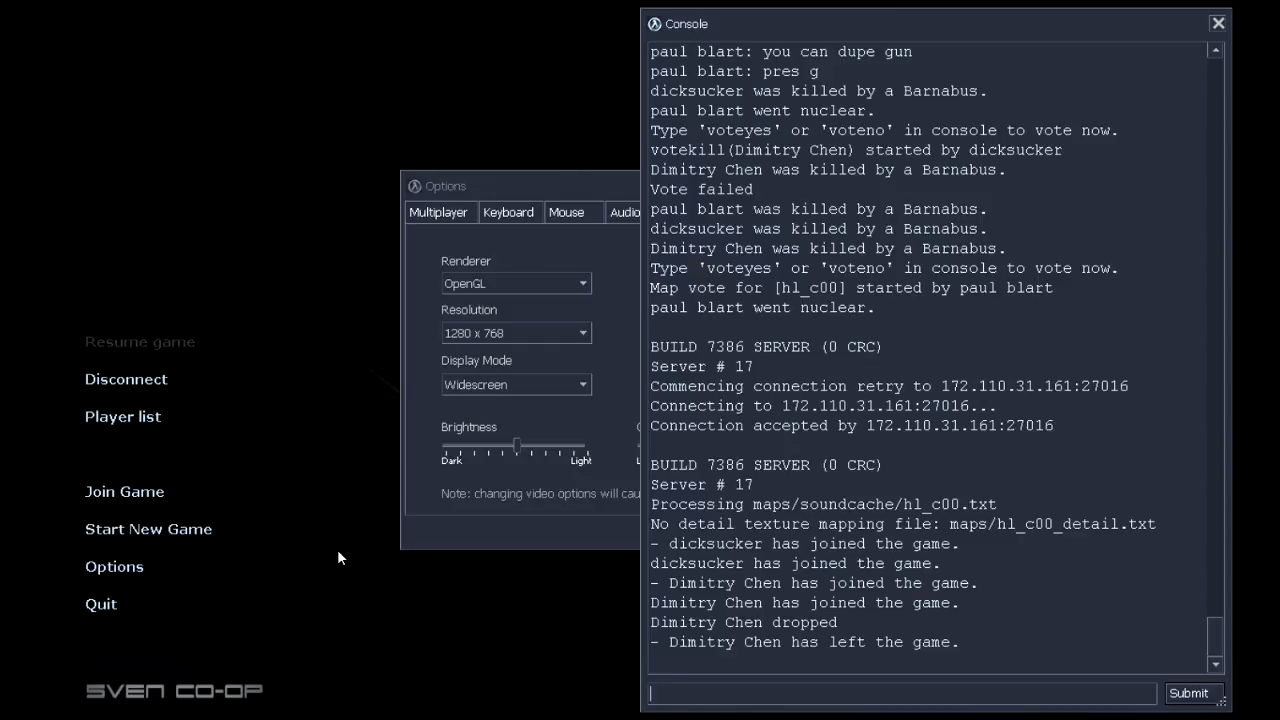 Console
paul blart: you can dupe gun
paul blart: pres g
dicksucker was killed by a Barnabus.
paul blart went nuclear.
Type 'voteyes' or 'voteno' in console to vote now.
votekill(Dimitry Chen) started by dicksucker
Dimitry Chen was killed by a Barnabus.
Vote failed
paul blart was killed by a Barnabus.
dicksucker was killed by a Barnabus.
Dimitry Chen was killed by a Barnabus.
Type 'voteyes' or 'voteno' in console to vote now.
Map vote for [hl_c00] started by paul blart
paul blart went nuclear.
BUILD 7386 SERVER (0 CRC)
Server # 17
Commencing connection retry to 172.110.31.161:27016
Connecting to 172.110.31.161:27016...
Connection accepted by 172.110.31.161:27016
BUILD 7386 SERVER (0 CRC)
Server # 17
Processing maps/soundcache/hl_c00.txt
No detail texture mapping file: maps/hl_c00_detail.txt
- dicksucker has joined the game.
dicksucker has joined the game.
- Dimitry Chen has joined the game.
Dimitry Chen has joined the game.
Dimitry Chen dropped
- Dimitry Chen has left the game.
Submit
Options
Multiplayer Keyboard Mouse Audio
Renderer
OpenGL
Resolution
1280 x 768
Display Mode
Widescreen
Brightness
Dark Light
Note: changing video options will cau
Resume game
Disconnect
Player list
Join Game
Start New Game
Options
Quit
SVEN CO-OP